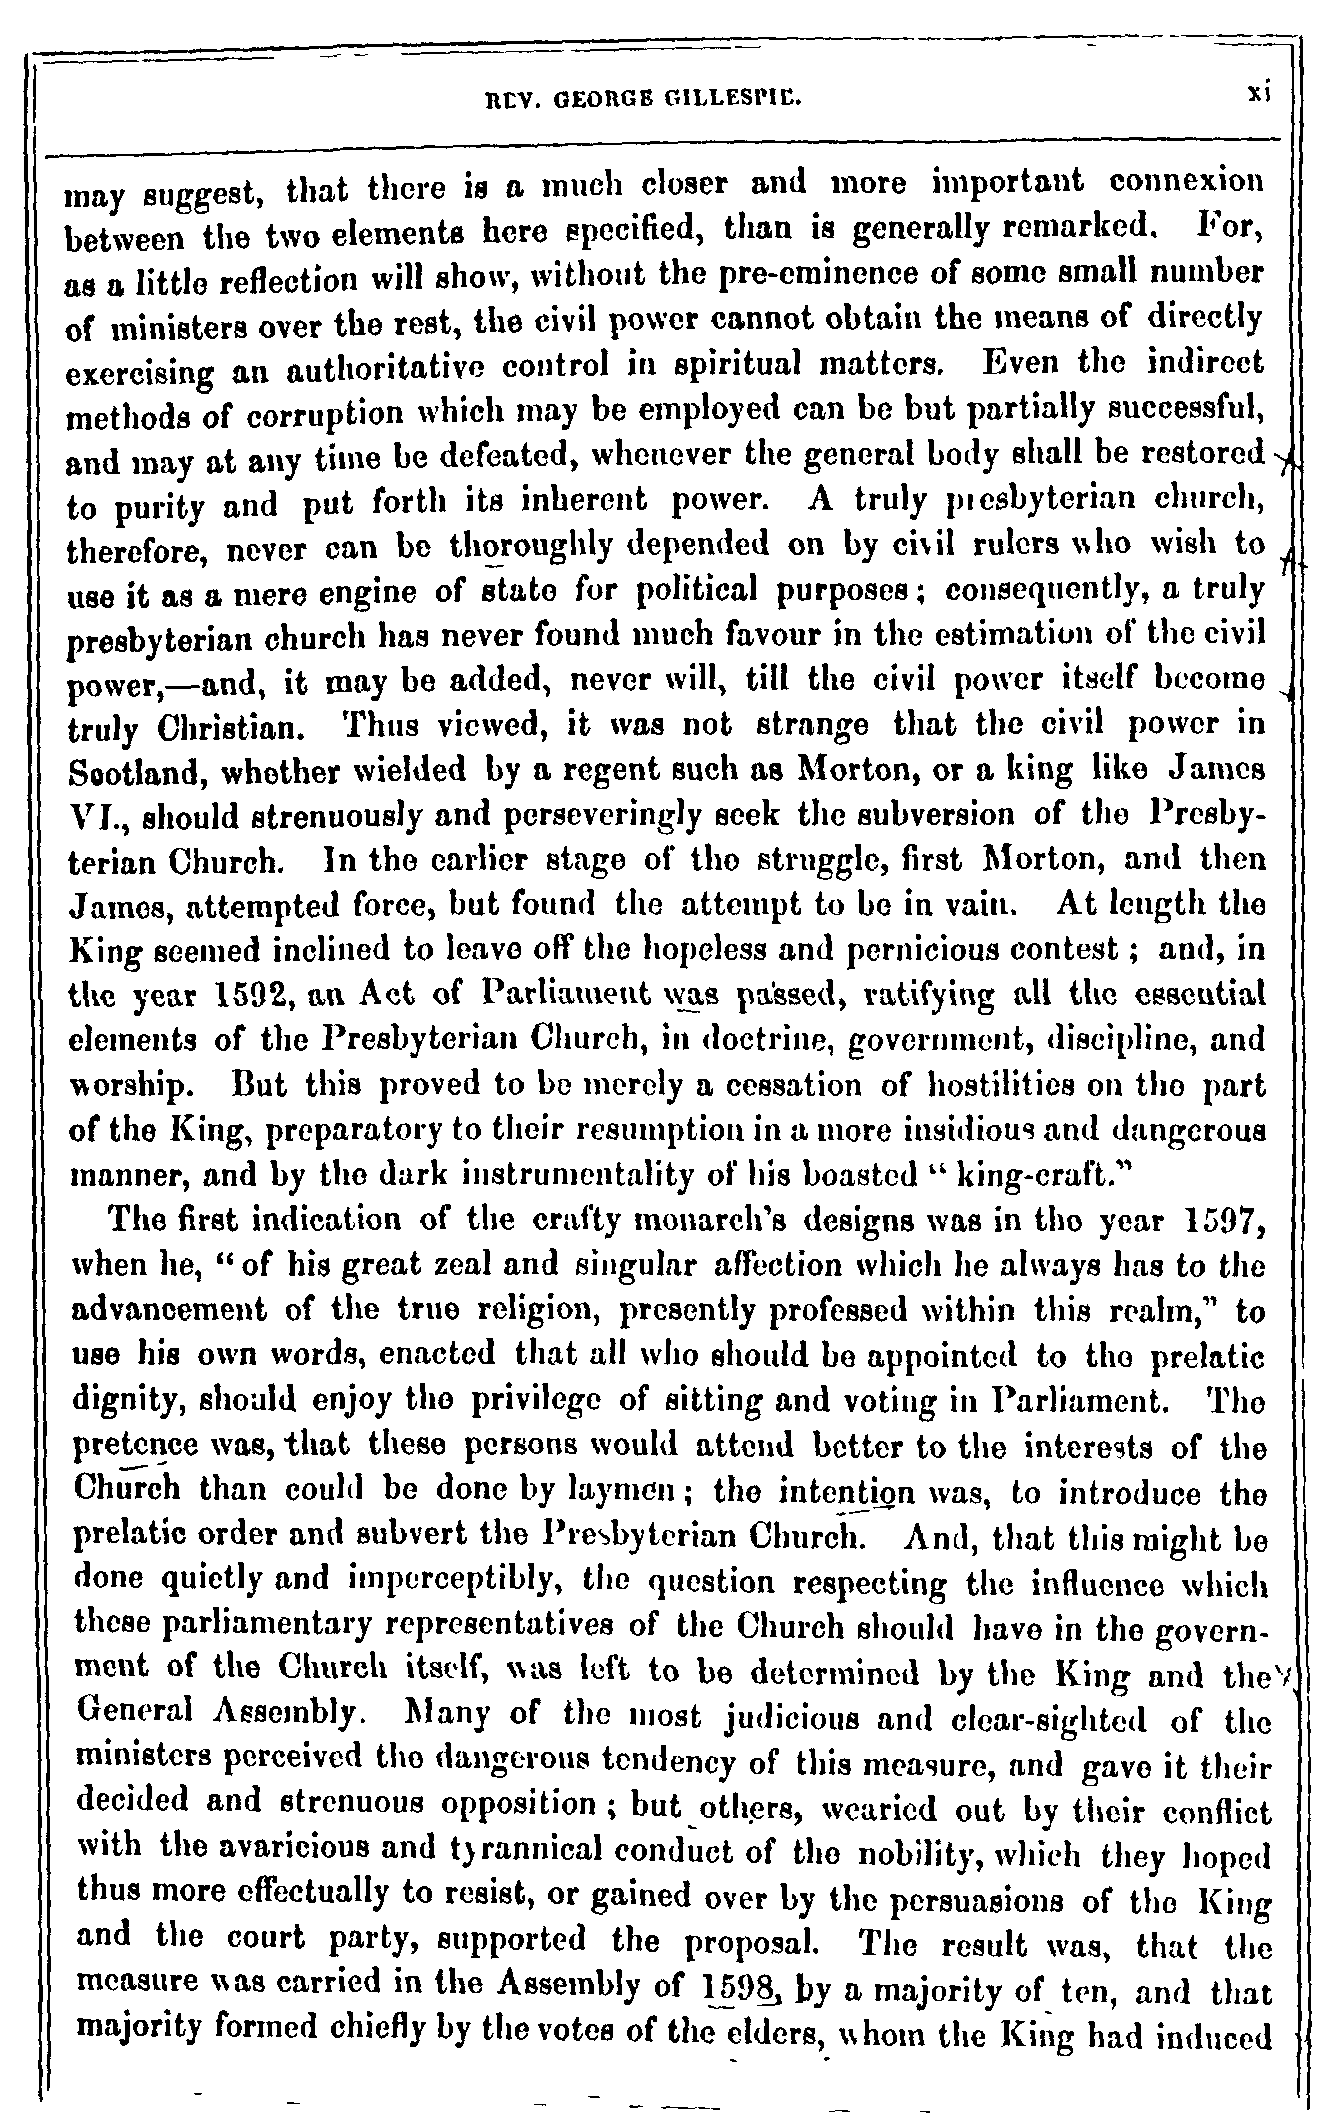 REV. GEORGE GILLESPIE. xi
may suggest, that there is a much closer and more important connexion
between the two elements here specified, than is generally remarked. For,
as a little reflection will show, without the pre-eminence of some small number
of ministers over the rest, the civil power cannot obtain the means of directly
exercising an authoritative control in spiritual matters. Even the indirect
methods of corruption which may be employed can be but partially successful,
and may at any time be defeated, whenever the general body shall be restored
to purity and put forth its inherent power. A truly presbyterian church,
therefore, never can be thoroughly depended on by civil rulers who wish to
use it as a mere engine of state for political purposes; consequently, a truly
presbyterian church has never found much favour in the estimation of the civil
power,—and, it may be added, never will, till the civil power itself become
truly Christian. Thus viewed, it was not strange that the civil power in
Scotland, whether wielded by a regent such as Morton, or a king like James
VI., should strenuously and perseveringly seek the subversion of the Presby-
terian Church. In the earlier stage of the struggle, first Morton, and then
James, attempted force, but found the attempt to be in vain. At length the
King seemed inclined to leave off the hopeless and pernicious contest; and, in
the year 1592, an Act of Parliament was passed, ratifying all the essential
elements of the Presbyterian Church, in doctrine, government, discipline, and
worship. But this proved to be merely a cessation of hostilities on the part
of the King, preparatory to their resumption in a more insidious and dangerous
manner, and by the dark instrumentality of his boasted "king-craft."
The first indication of the crafty monarch's designs was in the year 1597,
when he, "of his great zeal and singular affection which he always has to the
advancement of the true religion, presently professed within this realm," to
use his own words, enacted that all who should be appointed to the prelatic
dignity, should enjoy the privilege of sitting and voting in Parliament. The
pretence was, that these persons would attend better to the interests of the
Church than could be done by laymen; the intention was, to introduce the
prelatic order and subvert the Presbyterian Church. And, that this might be
done quietly and imperceptibly, the question respecting the influence which
these parliamentary representatives of the Church should have in the govern-
ment of the Church itself, was left to be determined by the King and the
General Assembly. Many of the most judicious and clear-sighted of the
ministers perceived the dangerous tendency of this measure, and gave it their
decided and strenuous opposition; but others, wearied out by their conflict
with the avaricious and tyrannical conduct of the nobility, which they hoped
thus more effectually to resist, or gained over by the persuasions of the King
and the court party, supported the proposal. The result was, that the
measure was carried in the Assembly of 1598, by a majority of ten, and that
majority formed chiefly by the votes of the elders, whom the King had induced